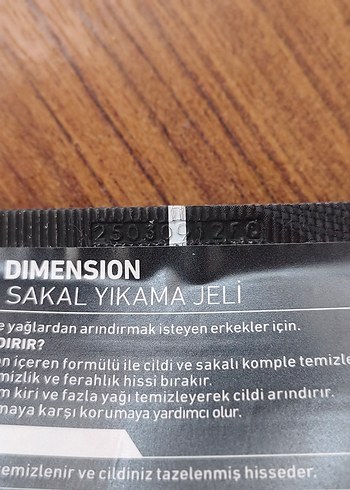 DIMENSION
SAKAL YIKAMA JELİ
e yağlardan arındırmak isteyen erkekler için.
DIRIR?
n içeren formülü ile cildi ve sakalı komple temizle
mizlik ve ferahlık hissi bırakır.
m kiri ve fazla yağı temizleyerek cildi arındırır.
maya karşı korumaya yardımcı olur.
temizlenir ve cildiniz tazelenmiş hisseder.